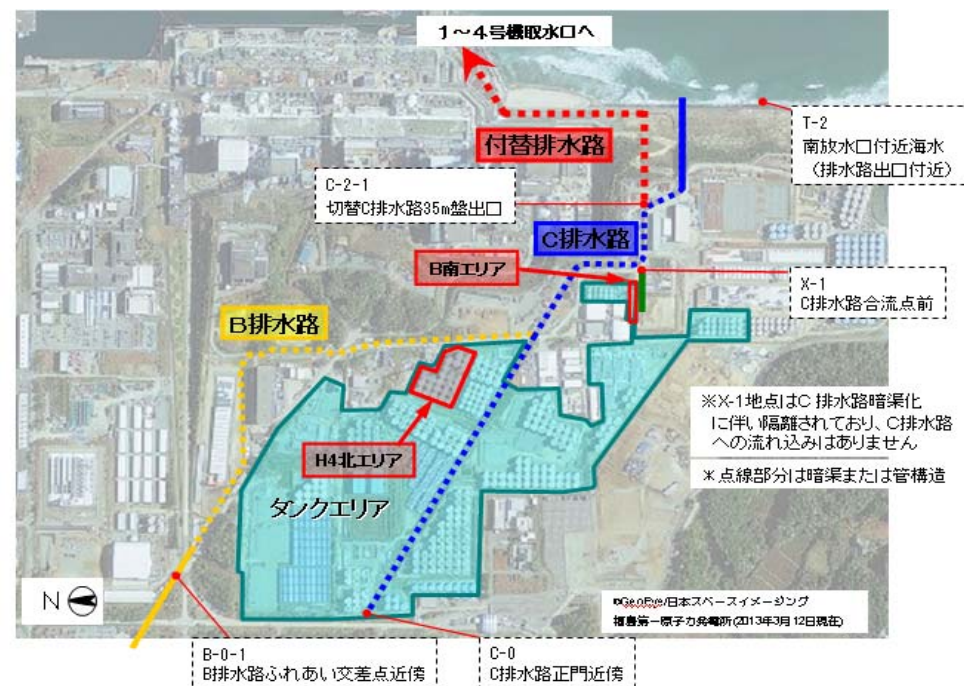 1～4号機取水口へ
付替排水路
T-2
南放水口付近海水
（排水路出口付近）
C-2-1
切替C排水路35m盤出口
C排水路
B南エリア
X-1
C排水路合流点前
B排水路
※X-1地点はC排水路暗渠化
に伴い隔離されており、C排水路
への流れ込みはありません
＊点線部分は暗渠または管構造
H4北エリア
タンクエリア
N
©GeoEye/日本スペースイメージング
福島第一原子力発電所(2013年3月12日現在)
B-0-1
B排水路ふれあい交差点近傍
C-0
C排水路正門近傍